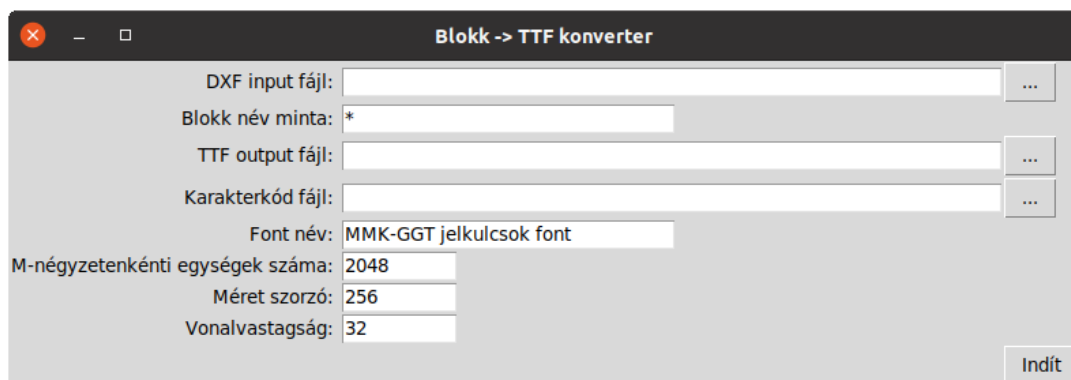 Blokk -> TTF konverter
DXF input fájl: ...
Blokk név minta: *
TTF output fájl: ...
Karakterkód fájl: ...
Font név: MMK-GGT jelkulcsok font
M-négyzetenkénti egységek száma: 2048
Méret szorzó: 256
Vonalvastagság: 32
Indít